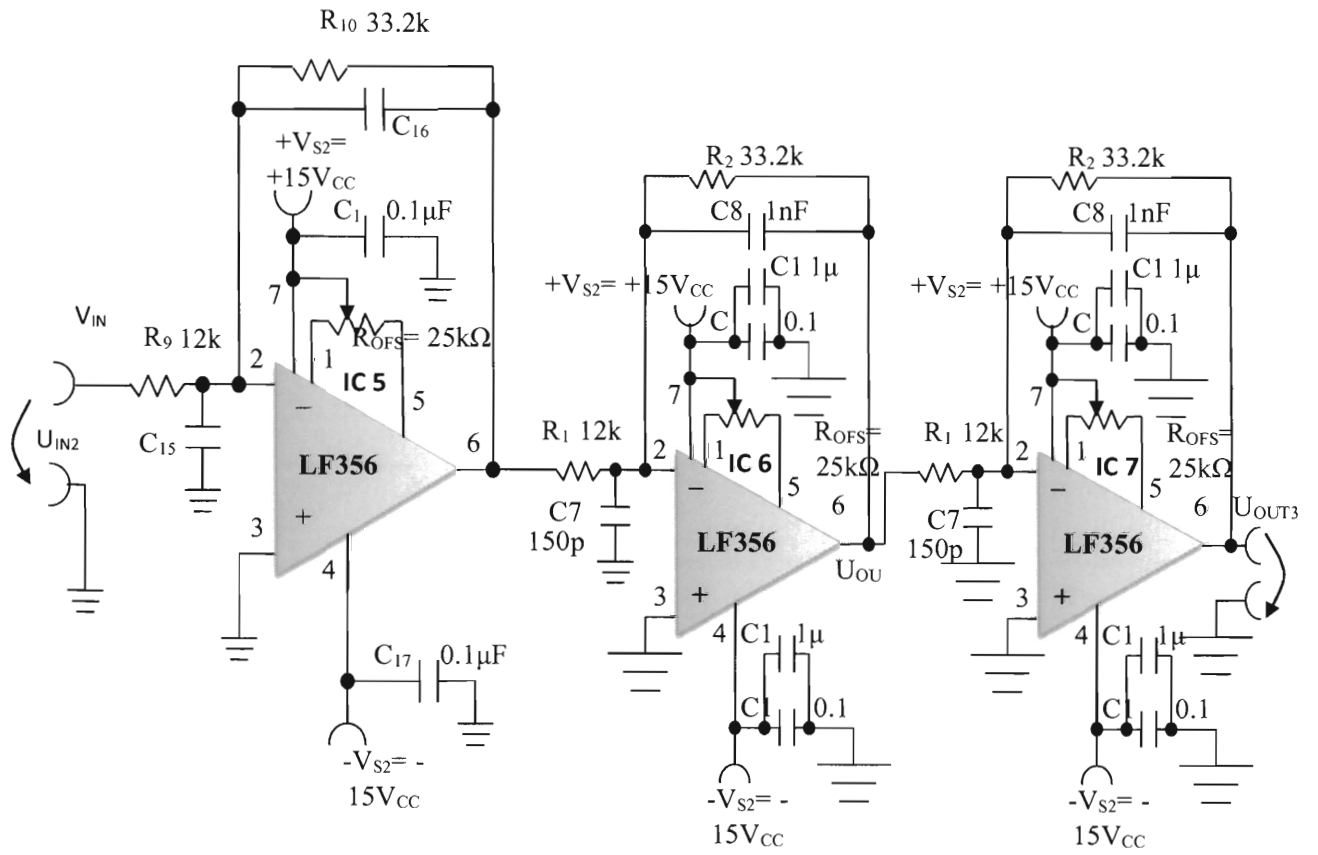 R10 33.2k
C16
+VS2=
+15VCC
C1 0.1µF
7
VIN
R9 12k
2
1
ROFS= 25kΩ
IC 5
5
−
UIN2
C15
LF356
6
3
+
4
C17 0.1µF
-VS2= -
15VCC
R2 33.2k
C8 1nF
C1 1µ
+VS2= +15VCC
C 0.1
7
R1 12k
2
1
IC 6
ROFS=
25kΩ
5
−
C7
150p
LF356
6
UOU
3
+
4
C1 1µ
C1 0.1
-VS2= -
15VCC
R2 33.2k
C8 1nF
C1 1µ
+VS2= +15VCC
C 0.1
7
R1 12k
2
1
IC 7
ROFS=
25kΩ
5
−
C7
150p
LF356
6
UOUT3
3
+
4
C1 1µ
C1 0.1
-VS2= -
15VCC